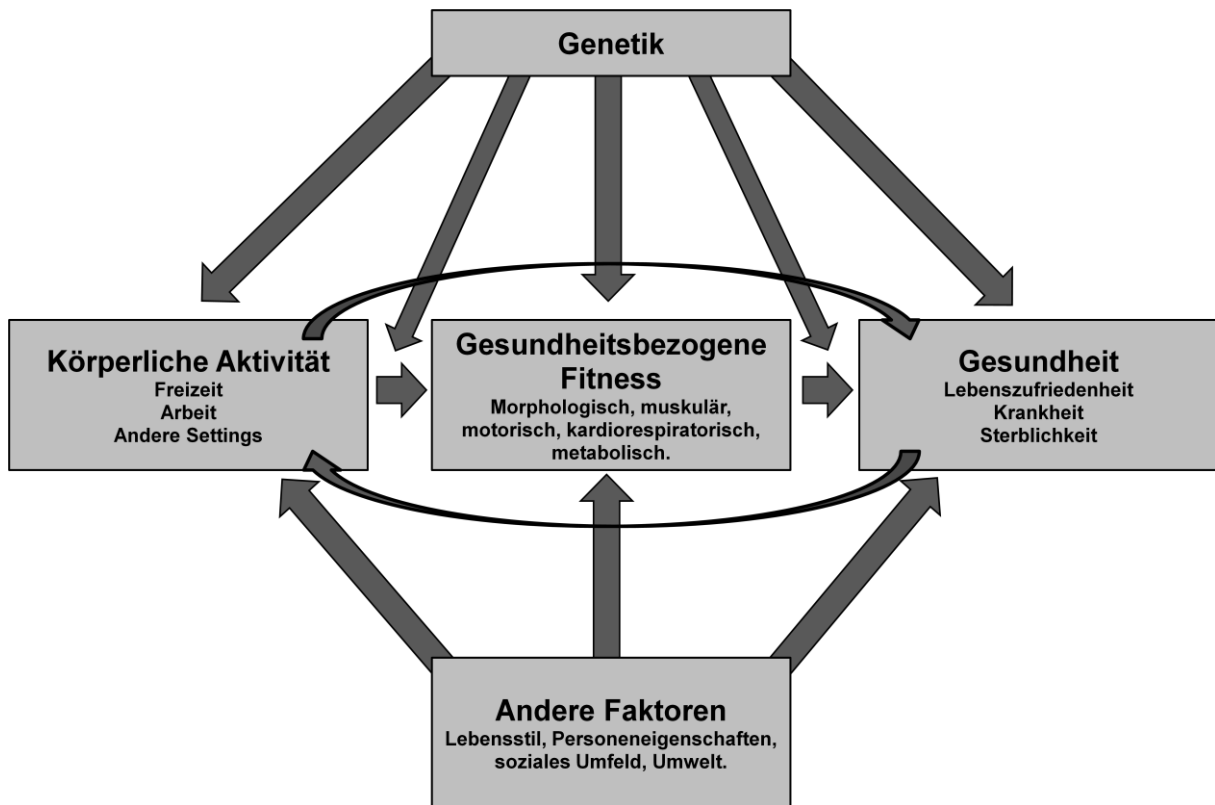 Genetik
Körperliche Aktivität
Freizeit
Arbeit
Andere Settings
Gesundheitsbezogene
Fitness
Morphologisch, muskulär,
motorisch, kardiorespiratorisch,
metabolisch.
Gesundheit
Lebenszufriedenheit
Krankheit
Sterblichkeit
Andere Faktoren
Lebensstil, Personeneigenschaften,
soziales Umfeld, Umwelt.